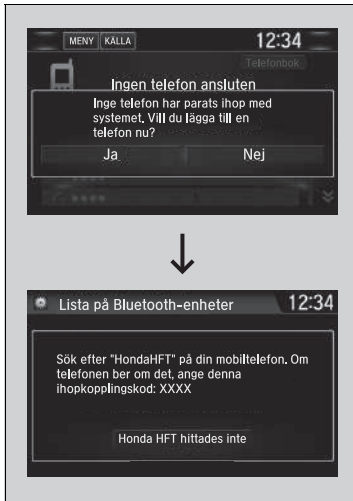 MENY KÄLLA 12:34
Telefonbok
Ingen telefon ansluten
Inge telefon har parats ihop med
systemet. Vill du lägga till en
telefon nu?
Ja Nej
Lista på Bluetooth-enheter 12:34
Sök efter "HondaHFT" på din mobiltelefon. Om
telefonen ber om det, ange denna
ihopkopplingskod: XXXX
Honda HFT hittades inte